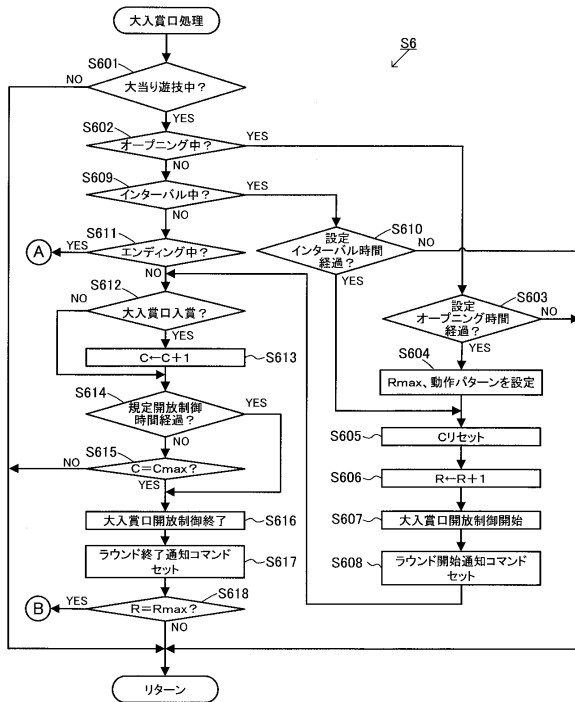 大入賞口処理
S6
S601
大当り遊技中？
NO
YES
S602
オープニング中？
YES
NO
S609
インターバル中？
YES
NO
S610
設定
インターバル時間
経過？
NO
YES
S611
エンディング中？
YES
A
NO
S603
設定
オープニング時間
経過？
NO
YES
S612
大入賞口入賞？
NO
YES
S604
Rmax、動作パターンを設定
C←C＋1
S613
S614
規定開放制御
時間経過？
YES
NO
S605
Cリセット
S615
C＝Cmax？
NO
YES
S606
R←R＋1
大入賞口開放制御終了
S616
S607
大入賞口開放制御開始
ラウンド終了通知コマンド
セット
S617
S608
ラウンド開始通知コマンド
セット
S618
R＝Rmax？
YES
B
NO
リターン